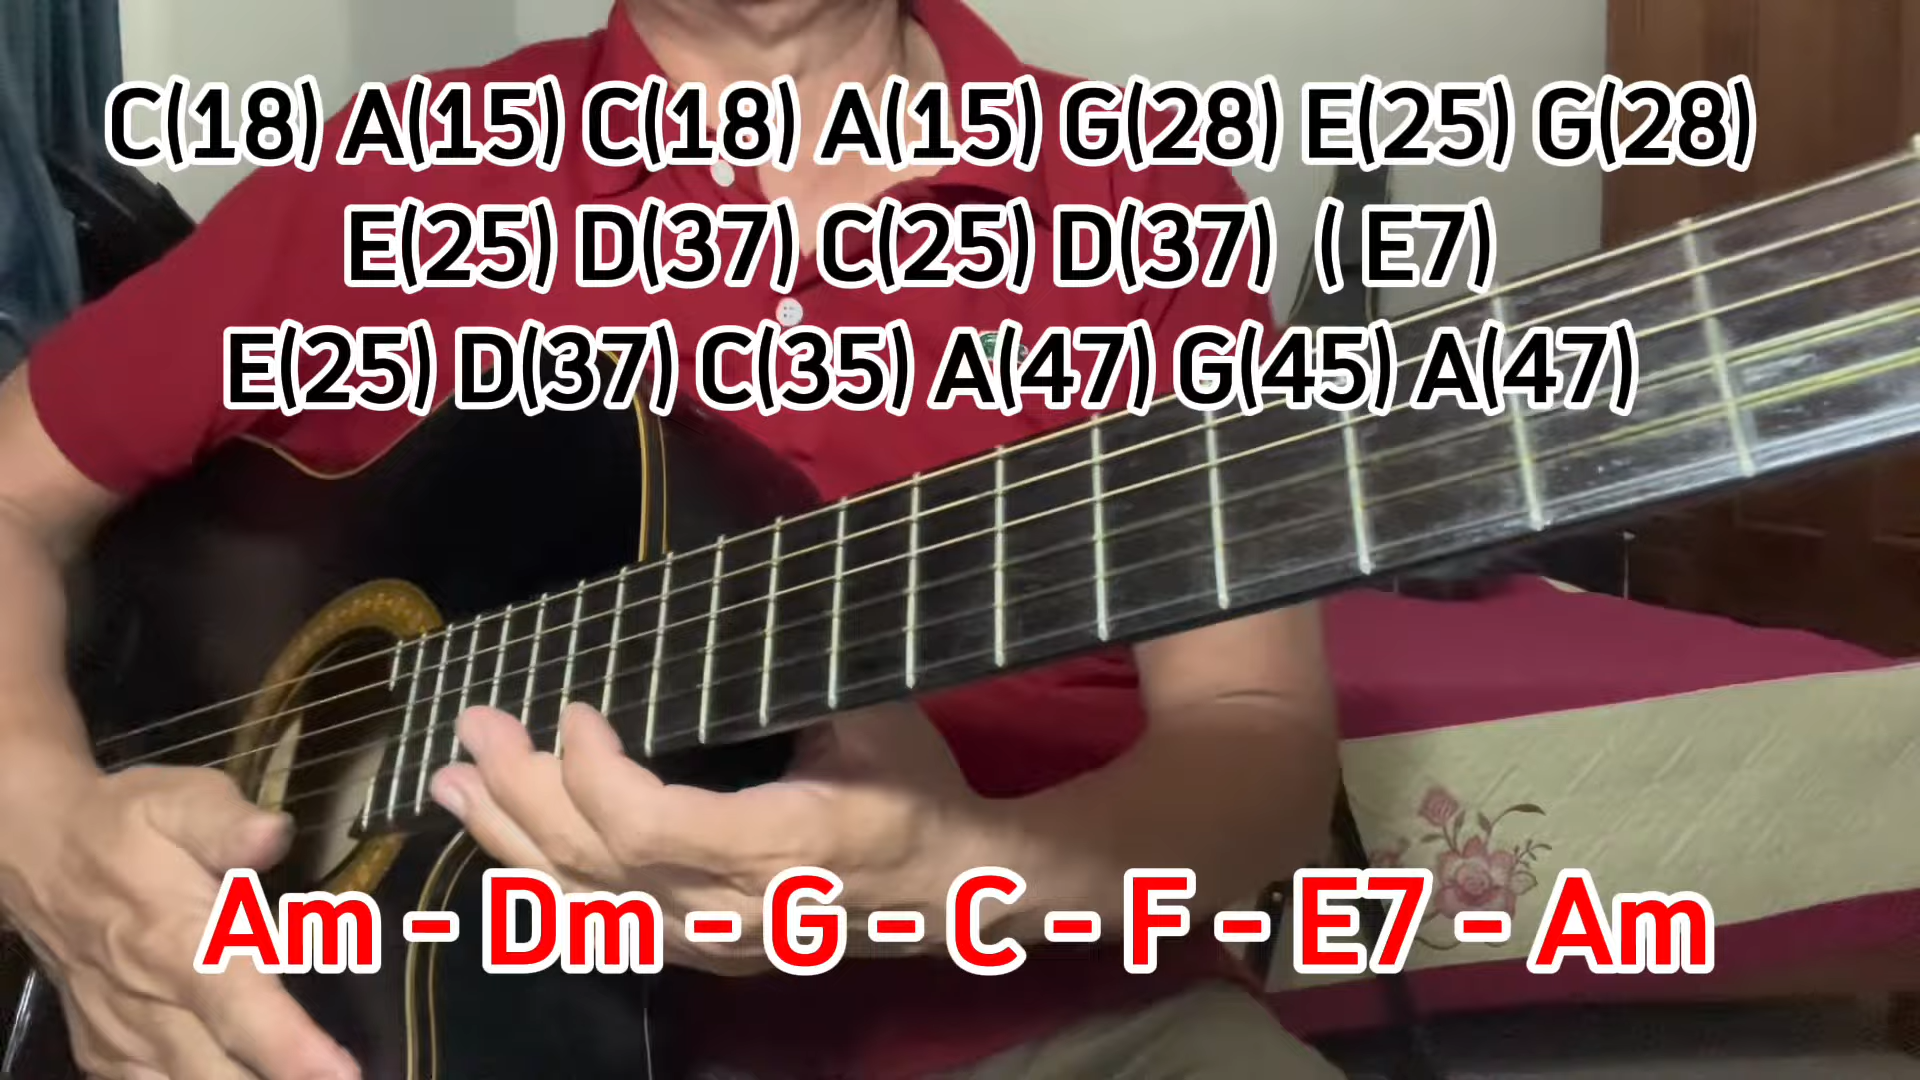 C(18) A(15) C(18) A(15) G(28) E(25) G(28)
E(25) D(37) C(25) D(37) ( E7)
E(25) D(37) C(35) A(47) G(45) A(47)
Am - Dm - G - C - F - E7 - Am